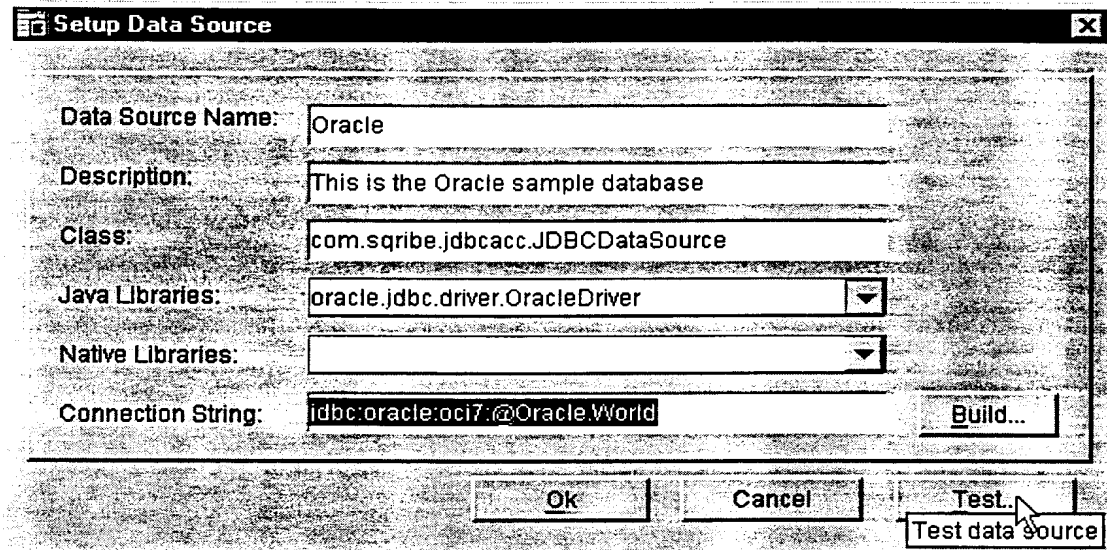 Setup Data Source
Data Source Name: Oracle
Description: This is the Oracle sample database
Class: com.sqribe.jdbcacc.JDBCDataSource
Java Libraries: oracle.jdbc.driver.OracleDriver
Native Libraries:
Connection String: jdbc:oracle:oci7:@Oracle.World Build...
Ok Cancel Test...
Test data source